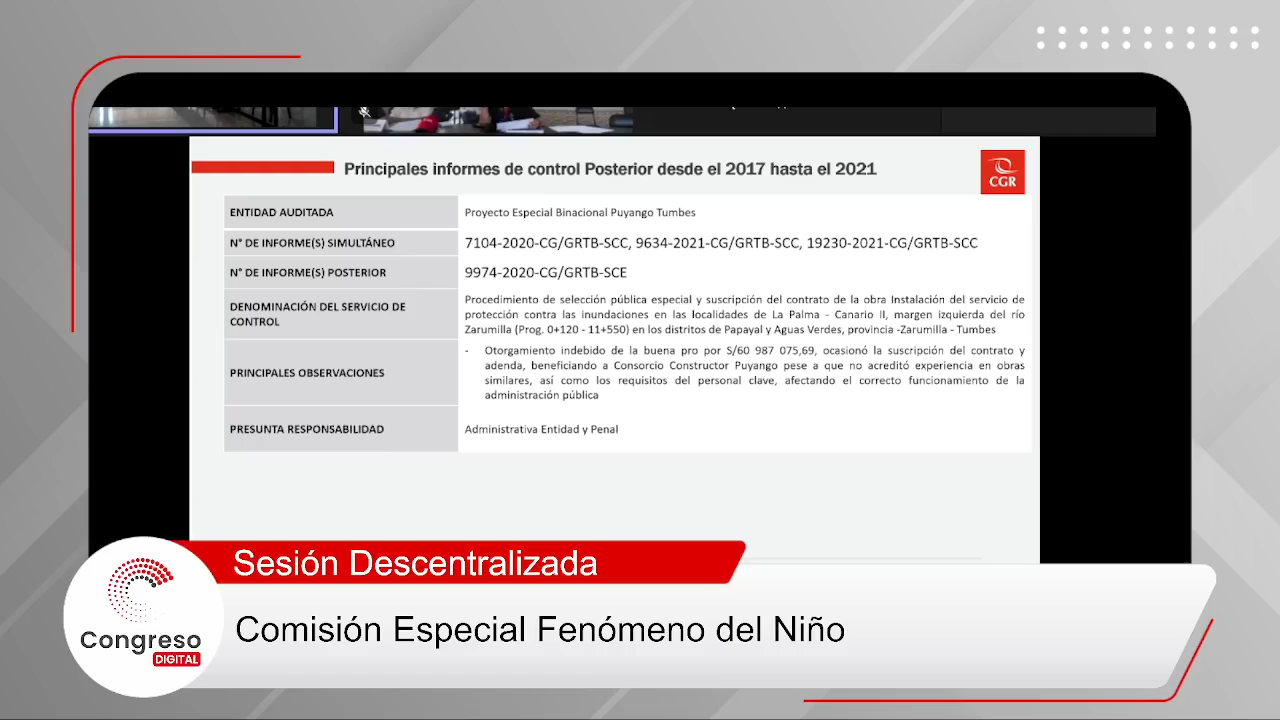 Principales informes de control Posterior desde el 2017 hasta el 2021
CGR
ENTIDAD AUDITADA
Proyecto Especial Binacional Puyango Tumbes
N° DE INFORME(S) SIMULTÁNEO
7104-2020-CG/GRTB-SCC, 9634-2021-CG/GRTB-SCC, 19230-2021-CG/GRTB-SCC
N° DE INFORME(S) POSTERIOR
9974-2020-CG/GRTB-SCE
DENOMINACIÓN DEL SERVICIO DE
CONTROL
Procedimiento de selección pública especial y suscripción del contrato de la obra Instalación del servicio de
protección contra las inundaciones en las localidades de La Palma - Canario II, margen izquierda del río
Zarumilla (Prog. 0+120 - 11+550) en los distritos de Papayal y Aguas Verdes, provincia -Zarumilla - Tumbes
PRINCIPALES OBSERVACIONES
- Otorgamiento indebido de la buena pro por S/60 987 075,69, ocasionó la suscripción del contrato y
adenda, beneficiando a Consorcio Constructor Puyango pese a que no acreditó experiencia en obras
similares, así como los requisitos del personal clave, afectando el correcto funcionamiento de la
administración pública
PRESUNTA RESPONSABILIDAD
Administrativa Entidad y Penal
Sesión Descentralizada
Comisión Especial Fenómeno del Niño
Congreso
DIGITAL